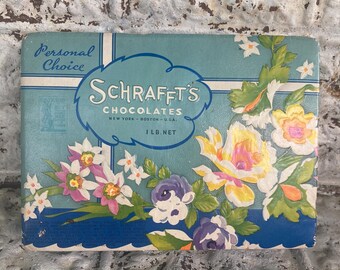 Personal
Choice
SCHRAFFT'S
CHOCOLATES
NEW YORK · BOSTON · U.S.A.
1 LB. NET